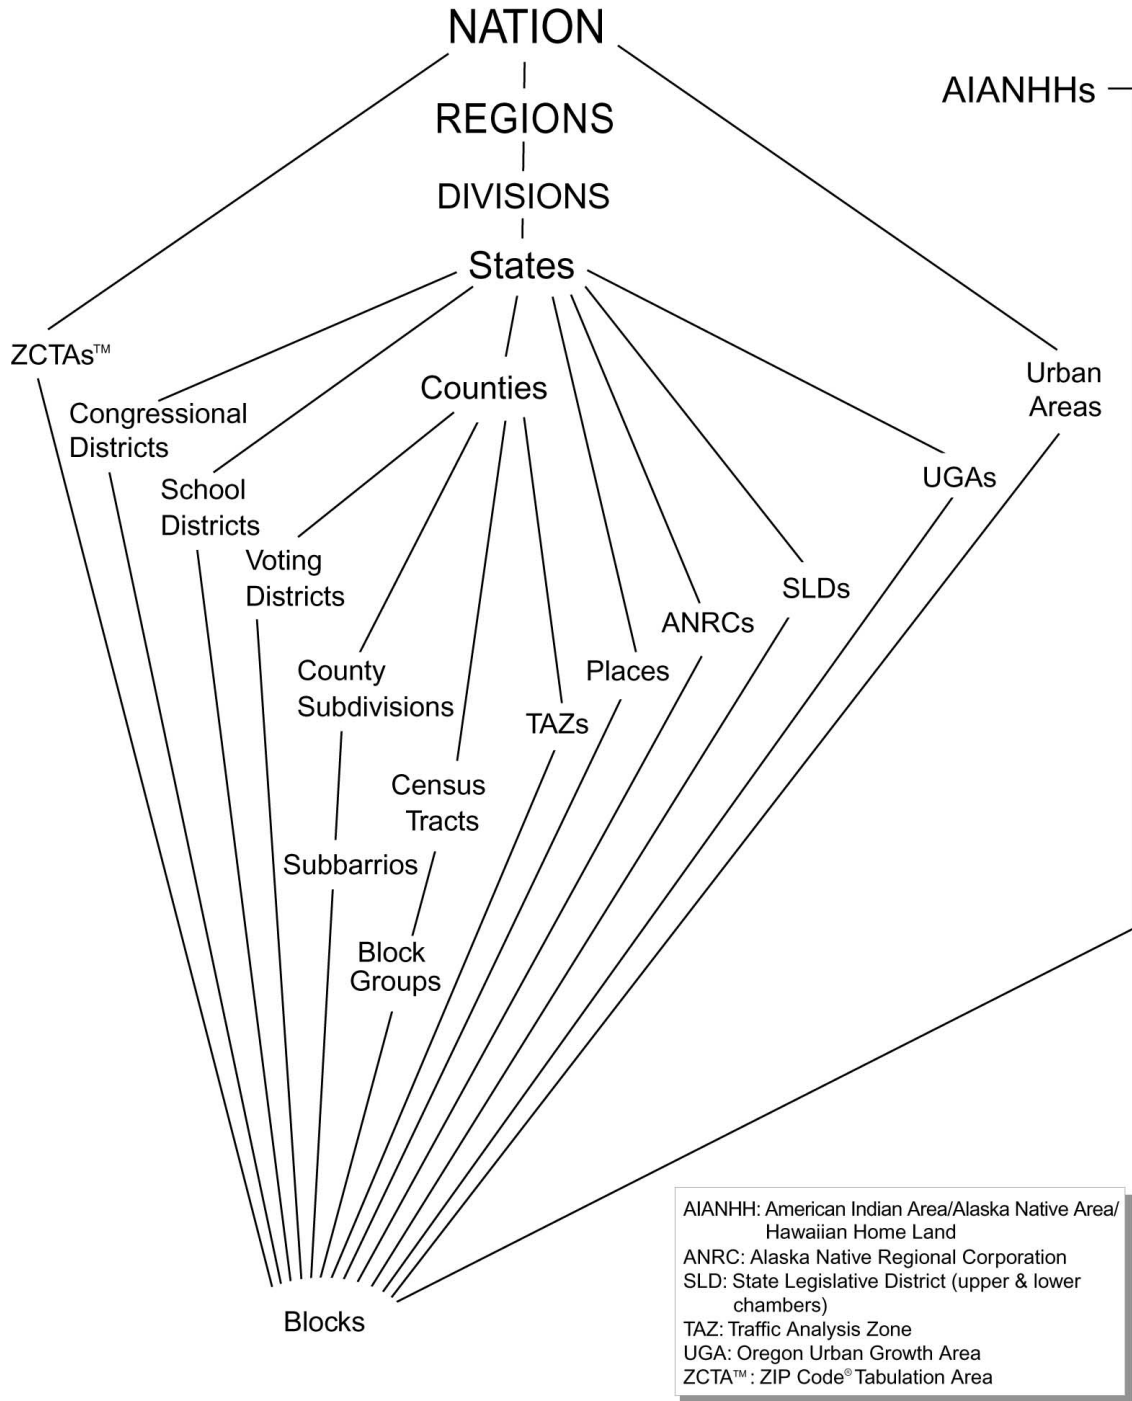 NATION
AIANHHs
REGIONS
DIVISIONS
States
ZCTAs™
Urban
Areas
Counties
Congressional
Districts
UGAs
School
Districts
Voting
Districts
SLDs
ANRCs
County
Subdivisions
Places
TAZs
Census
Tracts
Subbarrios
Block
Groups
Blocks
AIANHH: American Indian Area/Alaska Native Area/
Hawaiian Home Land
ANRC: Alaska Native Regional Corporation
SLD: State Legislative District (upper & lower
chambers)
TAZ: Traffic Analysis Zone
UGA: Oregon Urban Growth Area
ZCTA™: ZIP Code® Tabulation Area